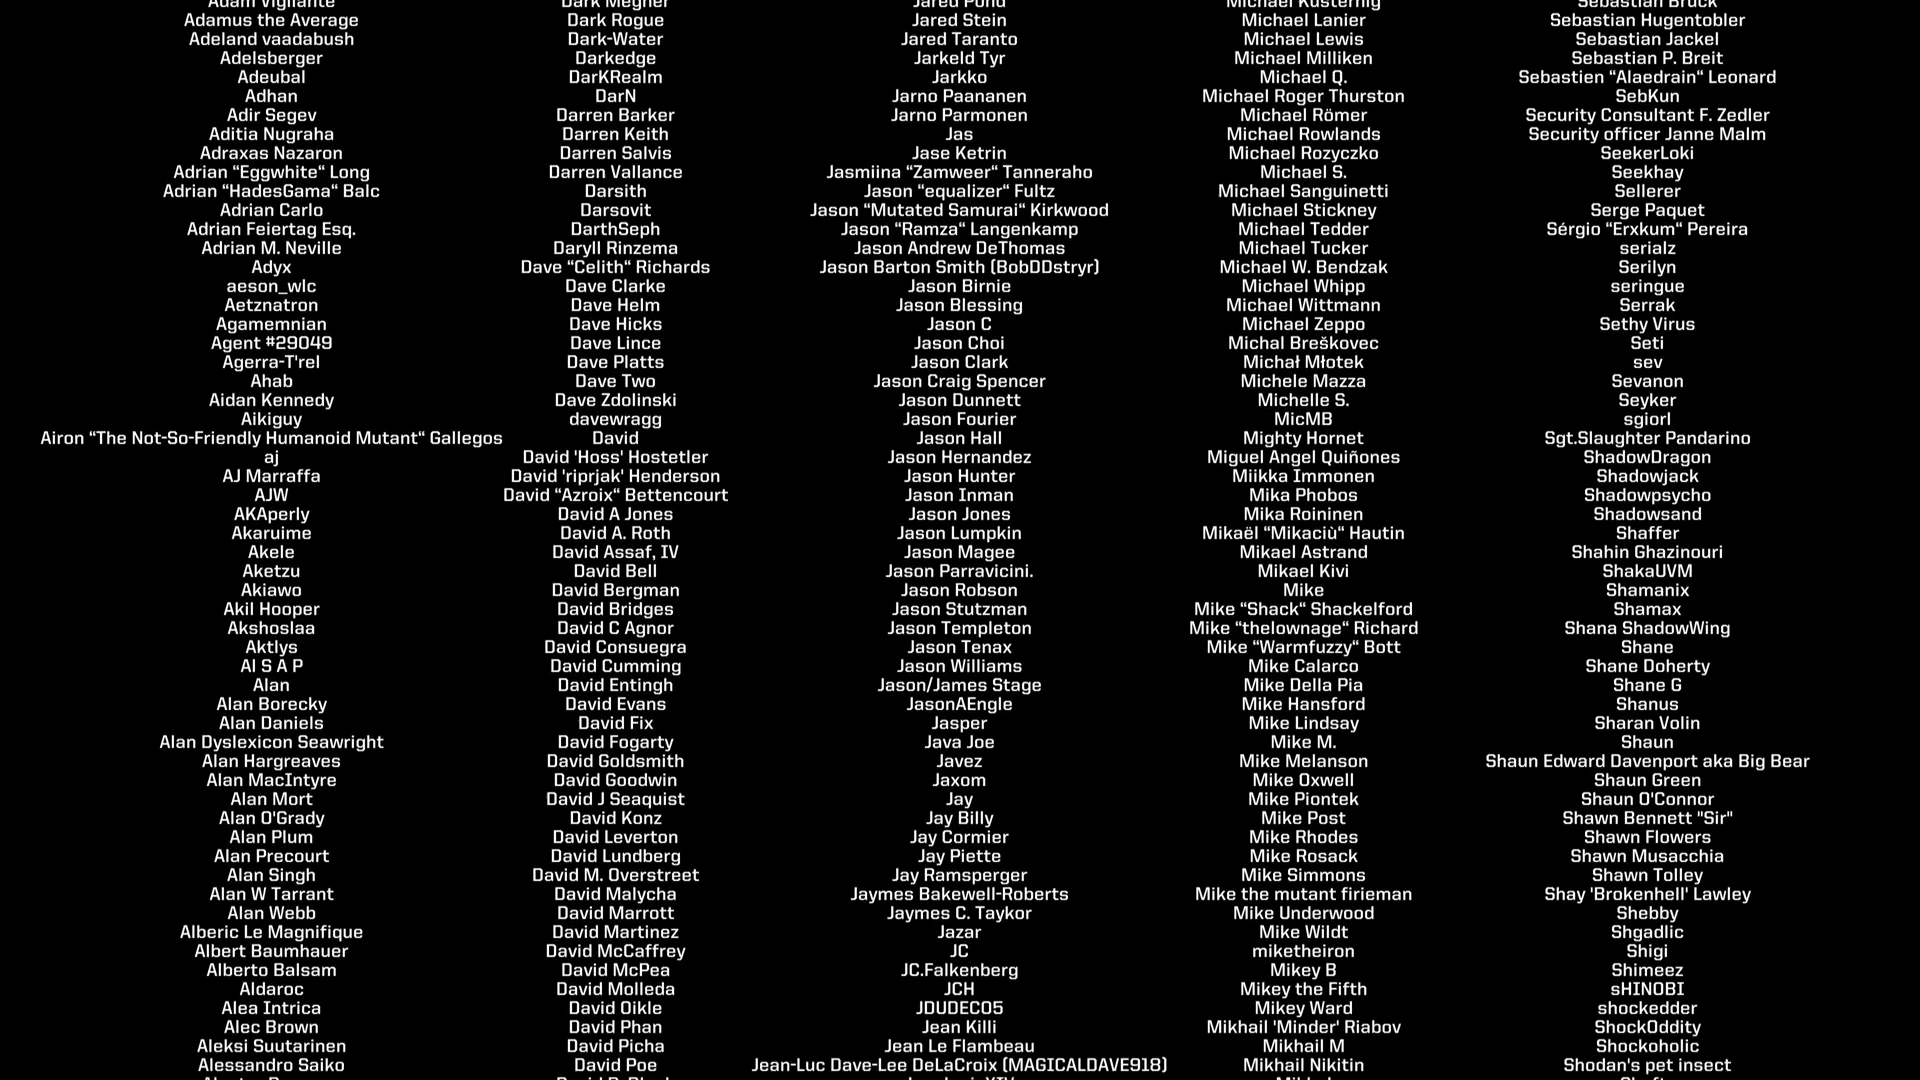 Adam Vigilante
Adamus the Average
Adeland vaadabush
Adelsberger
Adeubal
Adhan
Adir Segev
Aditia Nugraha
Adraxas Nazaron
Adrian “Eggwhite“ Long
Adrian “HadesGama“ Balc
Adrian Carlo
Adrian Feiertag Esq.
Adrian M. Neville
Adyx
aeson_wlc
Aetznatron
Agamemnian
Agent #29049
Agerra-T'rel
Ahab
Aidan Kennedy
Aikiguy
Airon “The Not-So-Friendly Humanoid Mutant“ Gallegos
aj
AJ Marraffa
AJW
AKAperly
Akaruime
Akele
Aketzu
Akiawo
Akil Hooper
Akshoslaa
Aktlys
Al S A P
Alan
Alan Borecky
Alan Daniels
Alan Dyslexicon Seawright
Alan Hargreaves
Alan MacIntyre
Alan Mort
Alan O'Grady
Alan Plum
Alan Precourt
Alan Singh
Alan W Tarrant
Alan Webb
Alberic Le Magnifique
Albert Baumhauer
Alberto Balsam
Aldaroc
Alea Intrica
Alec Brown
Aleksi Suutarinen
Alessandro Saiko
Dark Megner
Dark Rogue
Dark-Water
Darkedge
DarKRealm
DarN
Darren Barker
Darren Keith
Darren Salvis
Darren Vallance
Darsith
Darsovit
DarthSeph
Daryll Rinzema
Dave “Celith“ Richards
Dave Clarke
Dave Helm
Dave Hicks
Dave Lince
Dave Platts
Dave Two
Dave Zdolinski
davewragg
David
David 'Hoss' Hostetler
David 'riprjak' Henderson
David “Azroix“ Bettencourt
David A Jones
David A. Roth
David Assaf, IV
David Bell
David Bergman
David Bridges
David C Agnor
David Consuegra
David Cumming
David Entingh
David Evans
David Fix
David Fogarty
David Goldsmith
David Goodwin
David J Seaquist
David Konz
David Leverton
David Lundberg
David M. Overstreet
David Malycha
David Marrott
David Martinez
David McCaffrey
David McPea
David Molleda
David Oikle
David Phan
David Picha
David Poe
Jared Pond
Jared Stein
Jared Taranto
Jarkeld Tyr
Jarkko
Jarno Paananen
Jarno Parmonen
Jas
Jase Ketrin
Jasmiina “Zamweer“ Tanneraho
Jason “equalizer“ Fultz
Jason “Mutated Samurai“ Kirkwood
Jason “Ramza“ Langenkamp
Jason Andrew DeThomas
Jason Barton Smith (BobDDstryr)
Jason Birnie
Jason Blessing
Jason C
Jason Choi
Jason Clark
Jason Craig Spencer
Jason Dunnett
Jason Fourier
Jason Hall
Jason Hernandez
Jason Hunter
Jason Inman
Jason Jones
Jason Lumpkin
Jason Magee
Jason Parravicini.
Jason Robson
Jason Stutzman
Jason Templeton
Jason Tenax
Jason Williams
Jason/James Stage
JasonAEngle
Jasper
Java Joe
Javez
Jaxom
Jay
Jay Billy
Jay Cormier
Jay Piette
Jay Ramsperger
Jaymes Bakewell-Roberts
Jaymes C. Taykor
Jazar
JC
JC.Falkenberg
JCH
JDUDECO5
Jean Killi
Jean Le Flambeau
Jean-Luc Dave-Lee DeLaCroix (MAGICALDAVE918)
Michael Kusternig
Michael Lanier
Michael Lewis
Michael Milliken
Michael Q.
Michael Roger Thurston
Michael Römer
Michael Rowlands
Michael Rozyczko
Michael S.
Michael Sanguinetti
Michael Stickney
Michael Tedder
Michael Tucker
Michael W. Bendzak
Michael Whipp
Michael Wittmann
Michael Zeppo
Michal Breškovec
Michał Młotek
Michele Mazza
Michelle S.
MicMB
Mighty Hornet
Miguel Angel Quiñones
Miikka Immonen
Mika Phobos
Mika Roininen
Mikaël “Mikaciù“ Hautin
Mikael Astrand
Mikael Kivi
Mike
Mike “Shack“ Shackelford
Mike “thelownage“ Richard
Mike “Warmfuzzy“ Bott
Mike Calarco
Mike Della Pia
Mike Hansford
Mike Lindsay
Mike M.
Mike Melanson
Mike Oxwell
Mike Piontek
Mike Post
Mike Rhodes
Mike Rosack
Mike Simmons
Mike the mutant firieman
Mike Underwood
Mike Wildt
miketheiron
Mikey B
Mikey the Fifth
Mikey Ward
Mikhail 'Minder' Riabov
Mikhail M
Mikhail Nikitin
Sebastian Bruck
Sebastian Hugentobler
Sebastian Jackel
Sebastian P. Breit
Sebastien “Alaedrain“ Leonard
SebKun
Security Consultant F. Zedler
Security officer Janne Malm
SeekerLoki
Seekhay
Sellerer
Serge Paquet
Sérgio “Erxkum“ Pereira
serialz
Serilyn
seringue
Serrak
Sethy Virus
Seti
sev
Sevanon
Seyker
sgiorl
Sgt.Slaughter Pandarino
ShadowDragon
Shadowjack
Shadowpsycho
Shadowsand
Shaffer
Shahin Ghazinouri
ShakaUVM
Shamanix
Shamax
Shana ShadowWing
Shane
Shane Doherty
Shane G
Shanus
Sharan Volin
Shaun
Shaun Edward Davenport aka Big Bear
Shaun Green
Shaun O'Connor
Shawn Bennett "Sir"
Shawn Flowers
Shawn Musacchia
Shawn Tolley
Shay 'Brokenhell' Lawley
Shebby
Shgadlic
Shigi
Shimeez
sHINOBI
shockedder
ShockOddity
Shockoholic
Shodan's pet insect